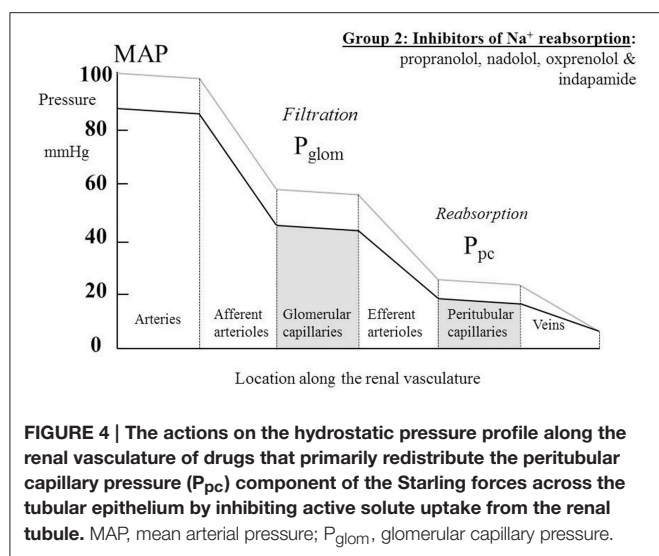 Group 2: Inhibitors of Na⁺ reabsorption:
propranolol, nadolol, oxprenolol &
indapamide
MAP
100
Pressure
80
mmHg
60
40
20
0
Filtration
P_glom
Reabsorption
P_pc
Arteries
Afferent
arterioles
Glomerular
capillaries
Efferent
arterioles
Peritubular
capillaries
Veins
Location along the renal vasculature
FIGURE 4 | The actions on the hydrostatic pressure profile along the
renal vasculature of drugs that primarily redistribute the peritubular
capillary pressure (P_pc) component of the Starling forces across the
tubular epithelium by inhibiting active solute uptake from the renal
tubule. MAP, mean arterial pressure; P_glom, glomerular capillary pressure.